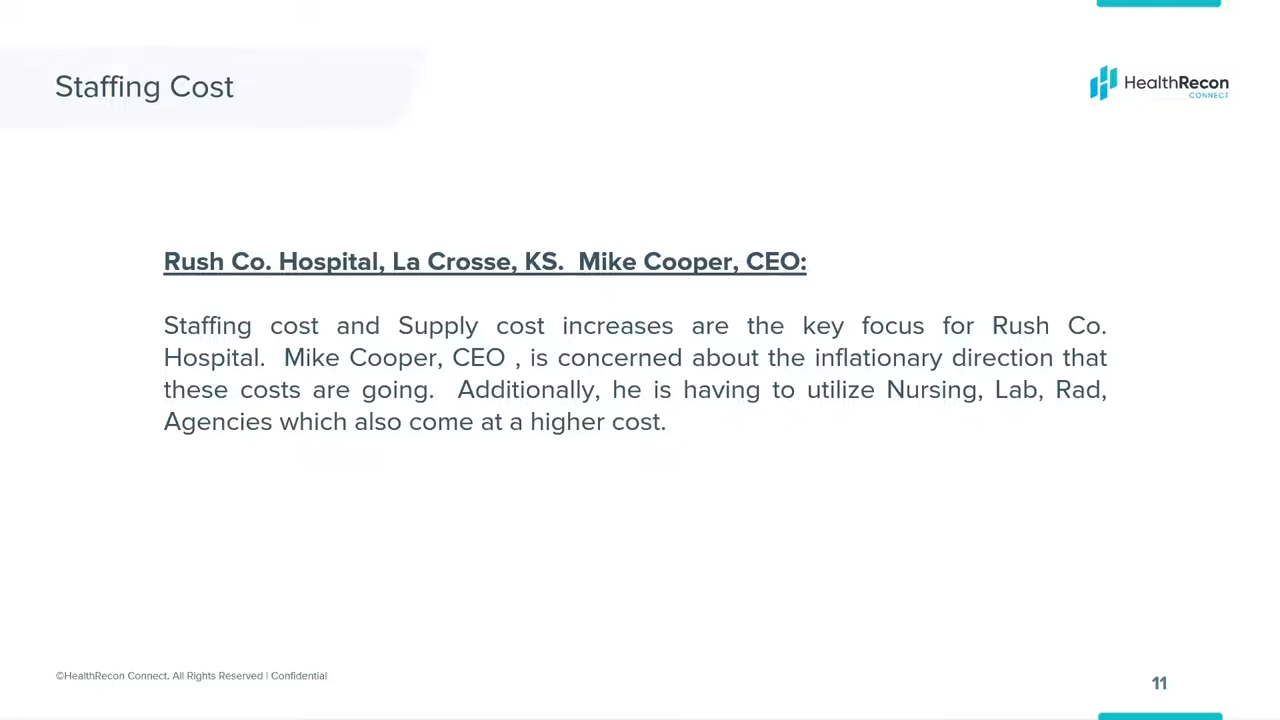 Staffing Cost
HealthRecon
CONNECT
Rush Co. Hospital, La Crosse, KS.  Mike Cooper, CEO:
Staffing cost and Supply cost increases are the key focus for Rush Co.
Hospital.  Mike Cooper, CEO , is concerned about the inflationary direction that
these costs are going.  Additionally, he is having to utilize Nursing, Lab, Rad,
Agencies which also come at a higher cost.
©HealthRecon Connect. All Rights Reserved | Confidential
11